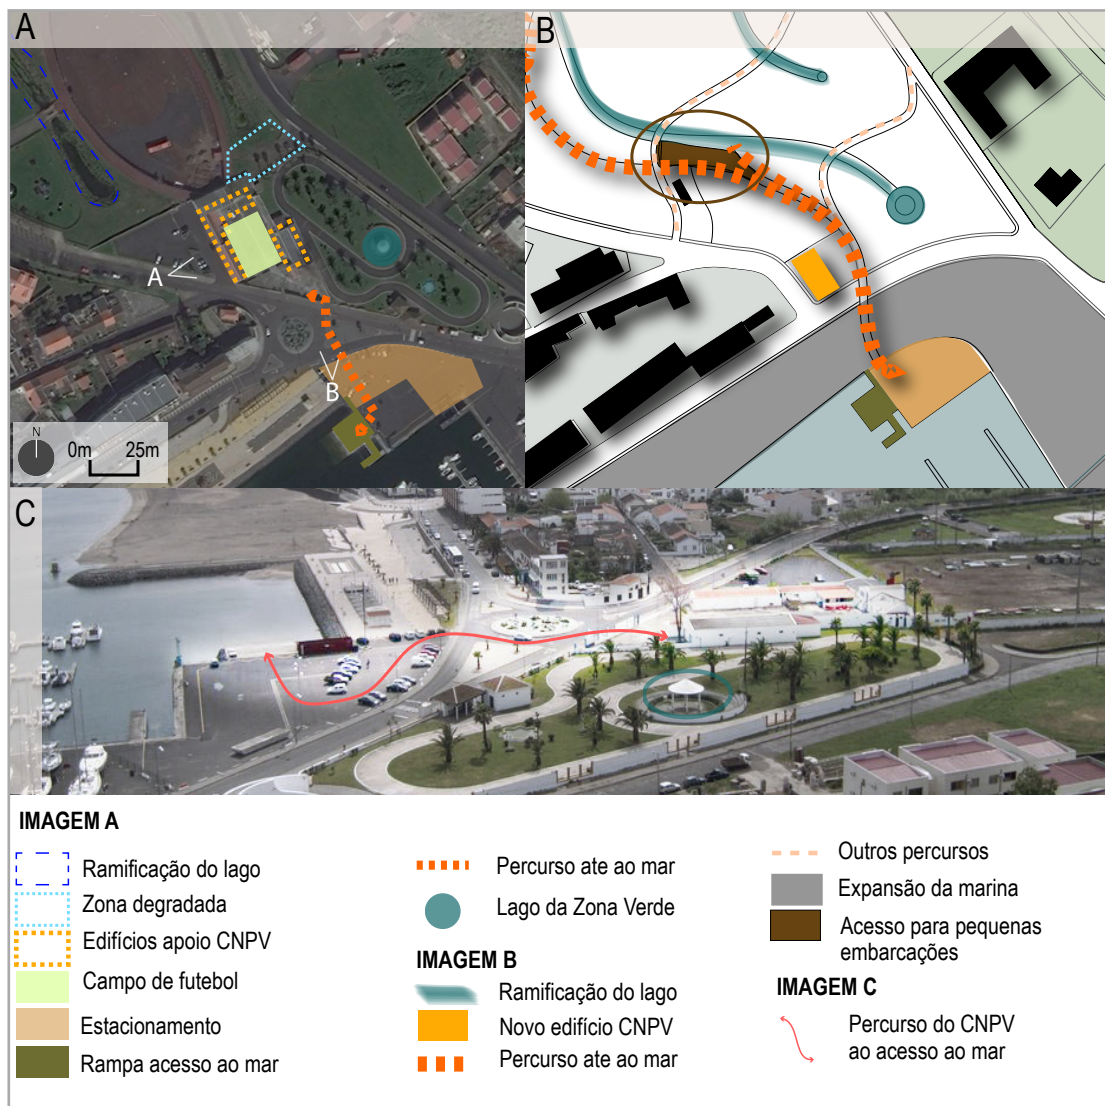 A
B
A
B
N
0m 25m
C
IMAGEM A
Ramificação do lago
Zona degradada
Edifícios apoio CNPV
Campo de futebol
Estacionamento
Rampa acesso ao mar
Percurso ate ao mar
Lago da Zona Verde
IMAGEM B
Ramificação do lago
Novo edifício CNPV
Percurso ate ao mar
Outros percursos
Expansão da marina
Acesso para pequenas
embarcações
IMAGEM C
Percurso do CNPV
ao acesso ao mar